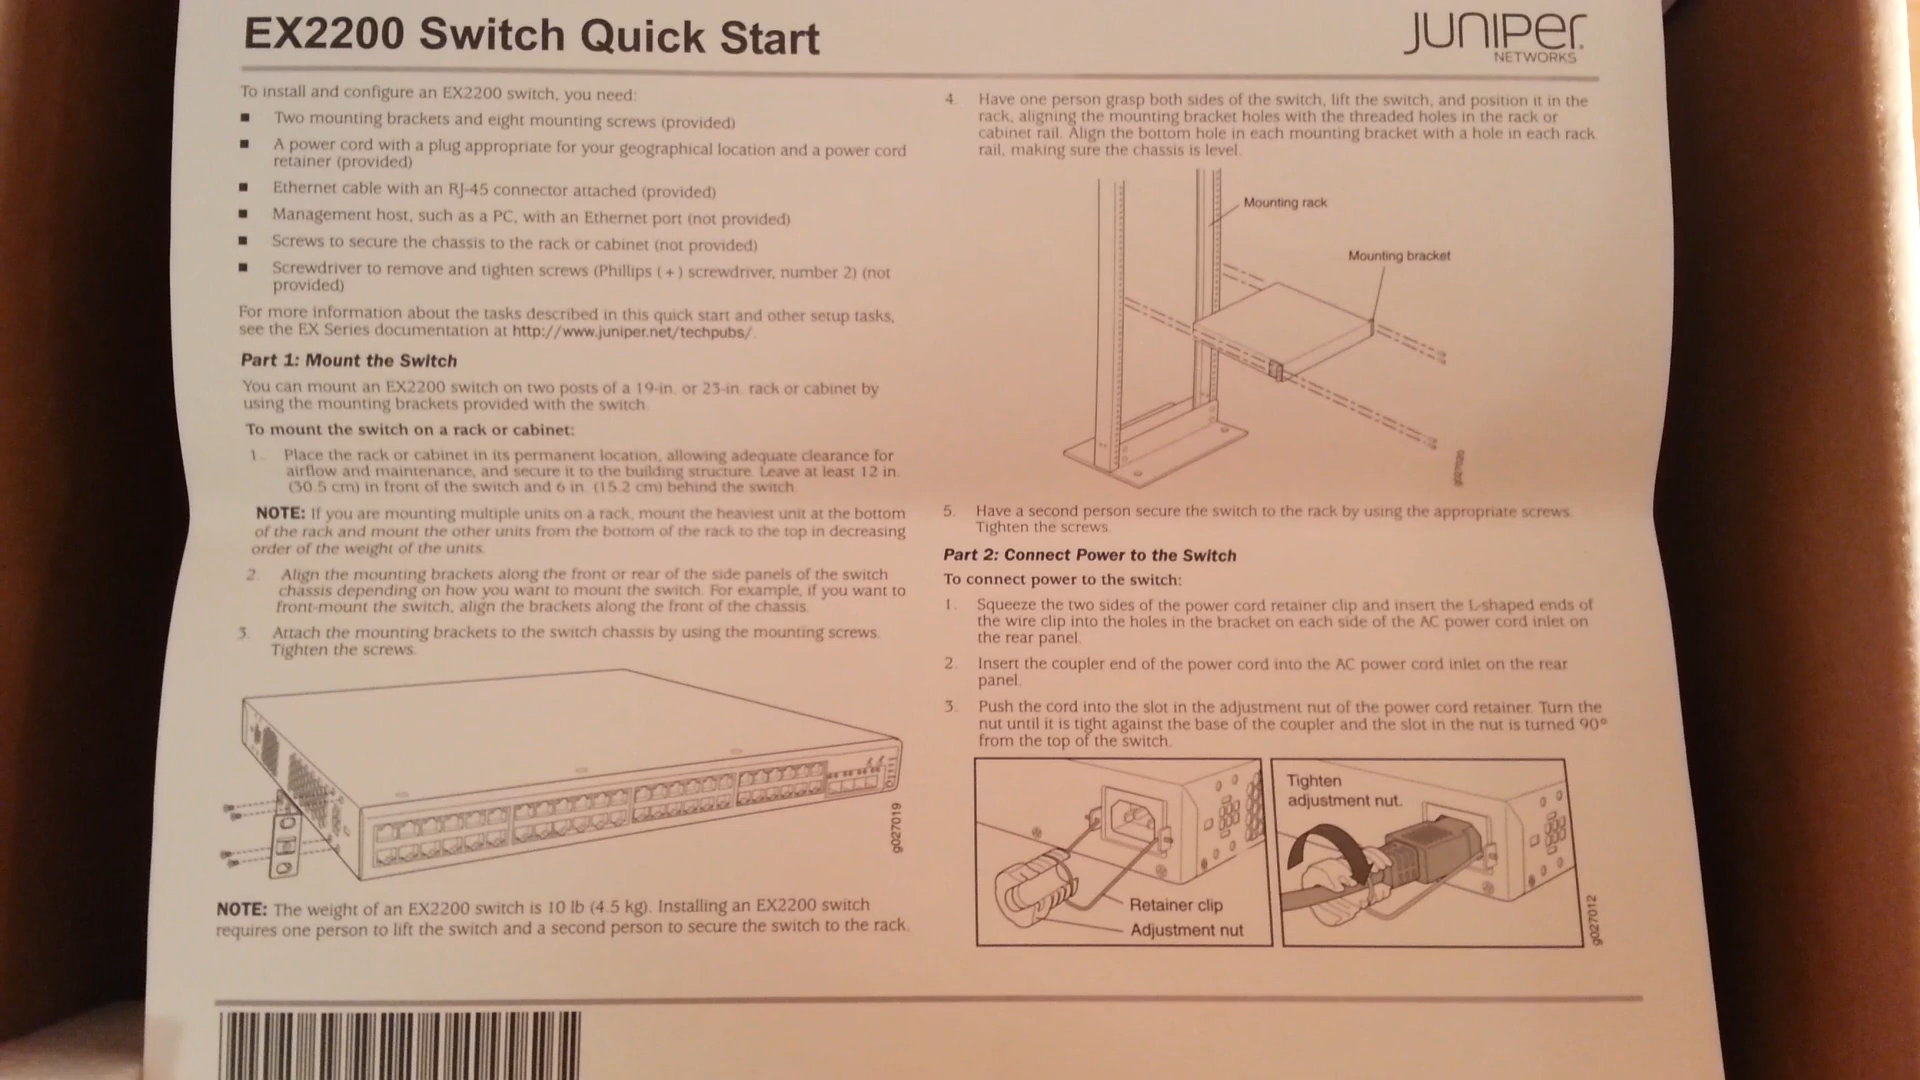 EX2200 Switch Quick Start
JUNIPER
NETWORKS
To install and configure an EX2200 switch, you need:
■ Two mounting brackets and eight mounting screws (provided)
■ A power cord with a plug appropriate for your geographical location and a power cord
retainer (provided)
■ Ethernet cable with an RJ-45 connector attached (provided)
■ Management host, such as a PC, with an Ethernet port (not provided)
■ Screws to secure the chassis to the rack or cabinet (not provided)
■ Screwdriver to remove and tighten screws (Phillips (+) screwdriver, number 2) (not
provided)
For more information about the tasks described in this quick start and other setup tasks,
see the EX Series documentation at http://www.juniper.net/techpubs/.
Part 1: Mount the Switch
You can mount an EX2200 switch on two posts of a 19-in. or 23-in. rack or cabinet by
using the mounting brackets provided with the switch.
To mount the switch on a rack or cabinet:
1. Place the rack or cabinet in its permanent location, allowing adequate clearance for
airflow and maintenance, and secure it to the building structure. Leave at least 12 in.
(30.5 cm) in front of the switch and 6 in. (15.2 cm) behind the switch.
NOTE: If you are mounting multiple units on a rack, mount the heaviest unit at the bottom
of the rack and mount the other units from the bottom of the rack to the top in decreasing
order of the weight of the units.
2. Align the mounting brackets along the front or rear of the side panels of the switch
chassis depending on how you want to mount the switch. For example, if you want to
front-mount the switch, align the brackets along the front of the chassis.
3. Attach the mounting brackets to the switch chassis by using the mounting screws.
Tighten the screws.
g027019
NOTE: The weight of an EX2200 switch is 10 lb (4.5 kg). Installing an EX2200 switch
requires one person to lift the switch and a second person to secure the switch to the rack.
4. Have one person grasp both sides of the switch, lift the switch, and position it in the
rack, aligning the mounting bracket holes with the threaded holes in the rack or
cabinet rail. Align the bottom hole in each mounting bracket with a hole in each rack
rail, making sure the chassis is level.
Mounting rack
Mounting bracket
g027020
5. Have a second person secure the switch to the rack by using the appropriate screws.
Tighten the screws.
Part 2: Connect Power to the Switch
To connect power to the switch:
1. Squeeze the two sides of the power cord retainer clip and insert the L-shaped ends of
the wire clip into the holes in the bracket on each side of the AC power cord inlet on
the rear panel.
2. Insert the coupler end of the power cord into the AC power cord inlet on the rear
panel.
3. Push the cord into the slot in the adjustment nut of the power cord retainer. Turn the
nut until it is tight against the base of the coupler and the slot in the nut is turned 90°
from the top of the switch.
Retainer clip
Adjustment nut
Tighten
adjustment nut.
g027012